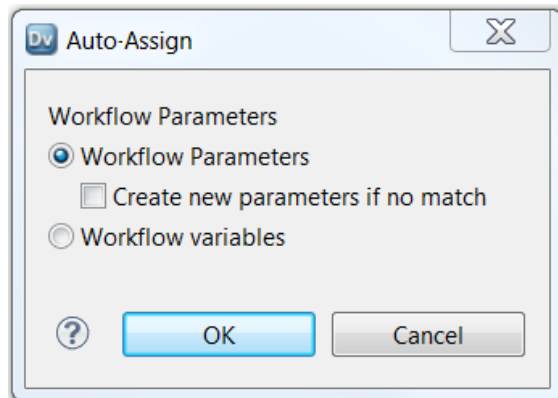 Dv Auto-Assign
Workflow Parameters
Workflow Parameters
Create new parameters if no match
Workflow variables
? OK Cancel